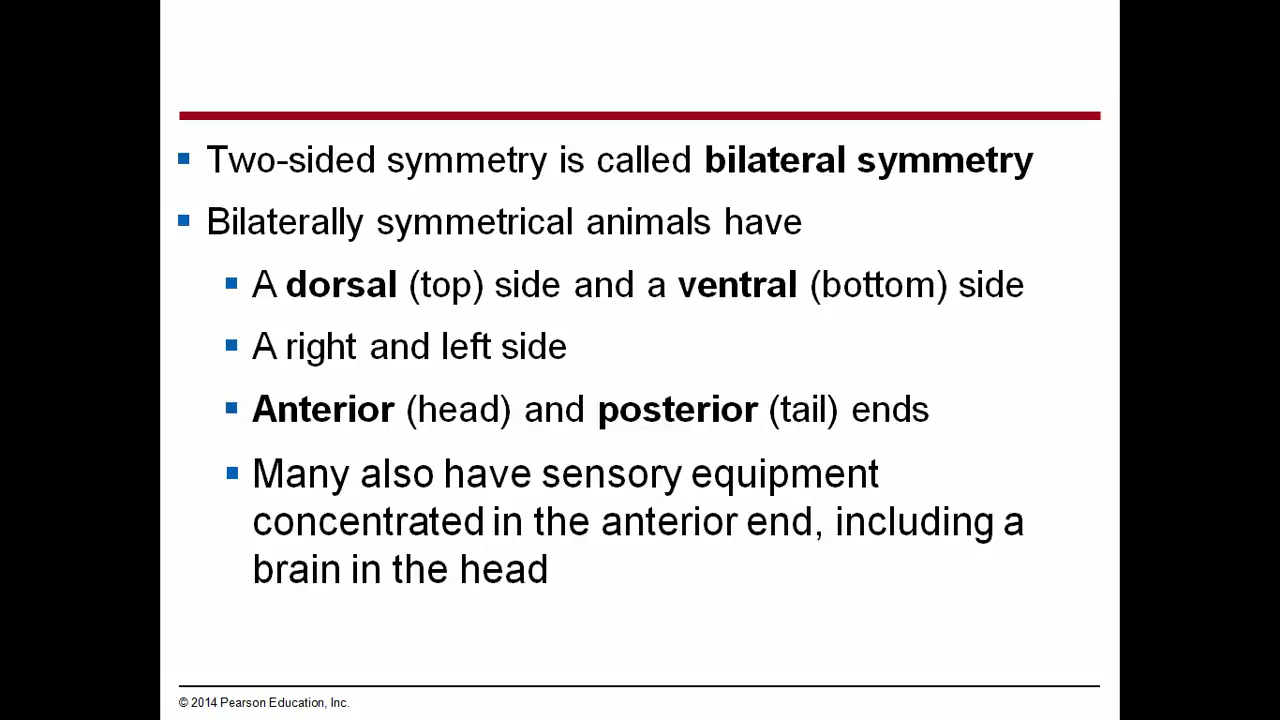 ▪ Two-sided symmetry is called bilateral symmetry
▪ Bilaterally symmetrical animals have
▪ A dorsal (top) side and a ventral (bottom) side
▪ A right and left side
▪ Anterior (head) and posterior (tail) ends
▪ Many also have sensory equipment
concentrated in the anterior end, including a
brain in the head
© 2014 Pearson Education, Inc.